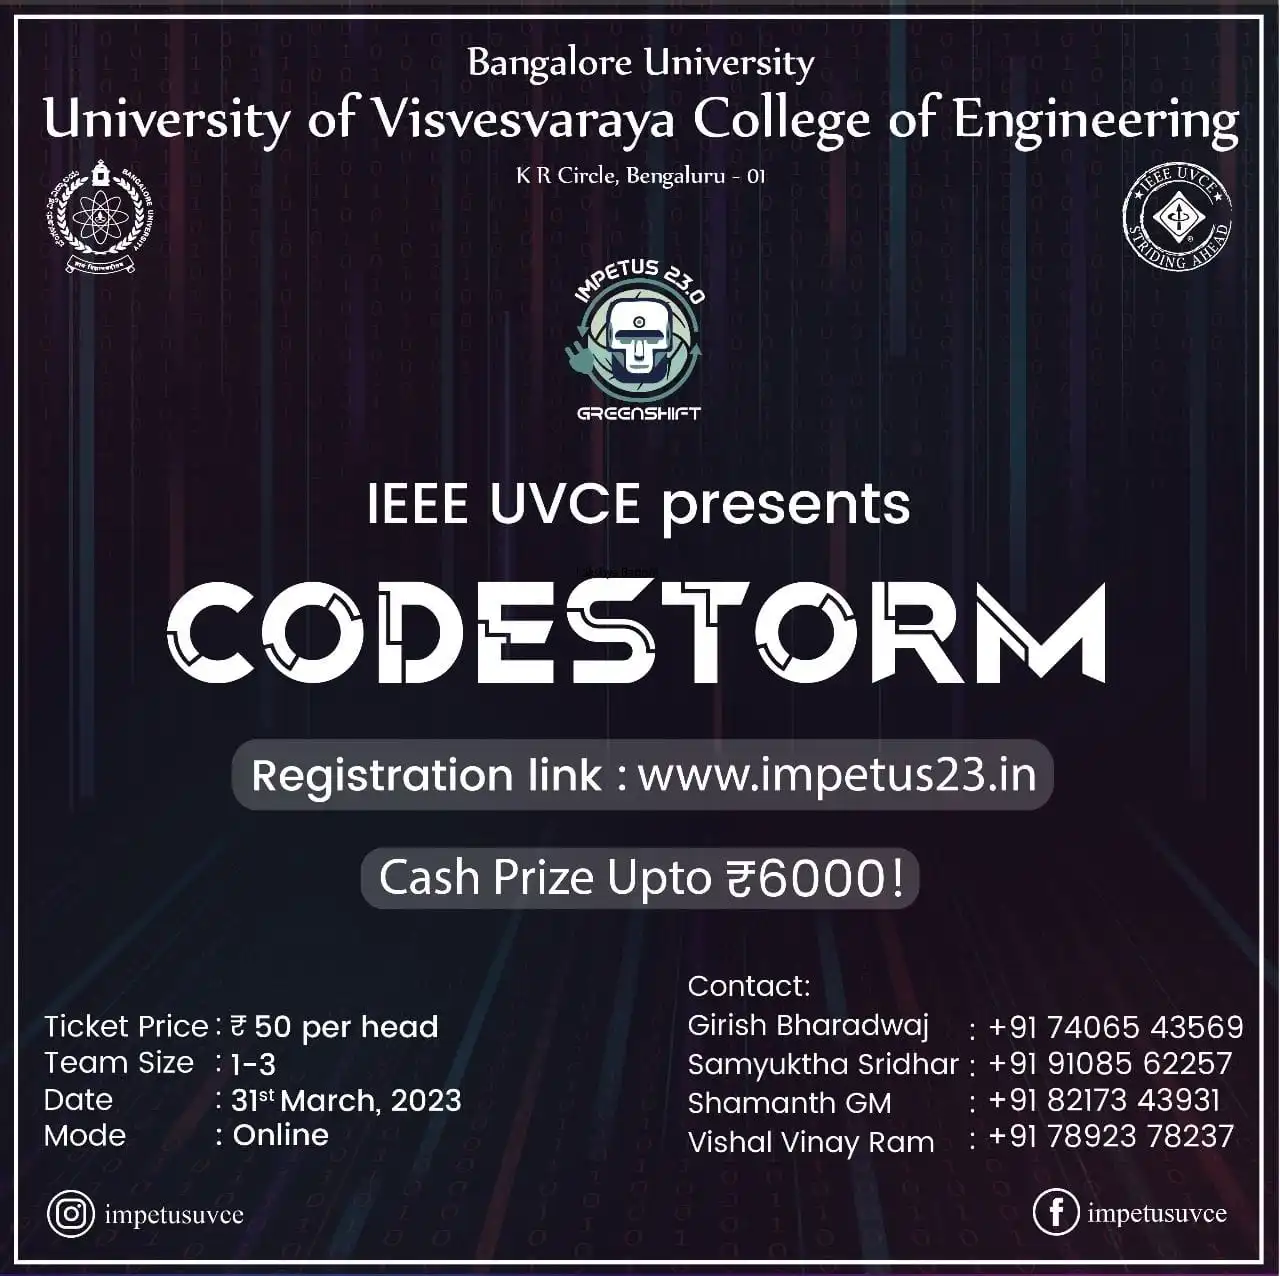 Bangalore University
University of Visvesvaraya College of Engineering
K R Circle, Bengaluru - 01
BANGALORE UNIVERSITY
IEEE UVCE
STRIDING AHEAD
IMPETUS 23.0
GREENSHIFT
IEEE UVCE presents
CODESTORM
Registration link : www.impetus23.in
Cash Prize Upto ₹6000!
Ticket Price : ₹ 50 per head
Team Size : 1-3
Date : 31st March, 2023
Mode : Online
Contact:
Girish Bharadwaj : +91 74065 43569
Samyuktha Sridhar : +91 91085 62257
Shamanth GM : +91 82173 43931
Vishal Vinay Ram : +91 78923 78237
impetusuvce
impetusuvce